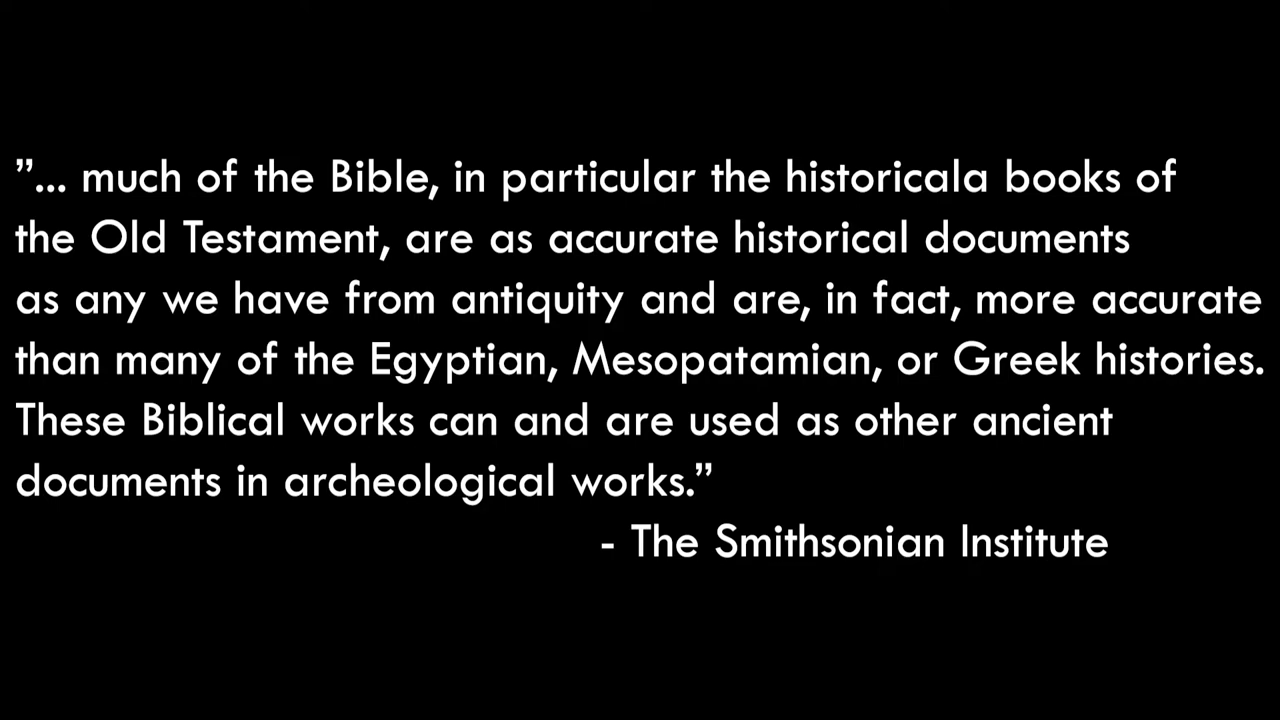 ”... much of the Bible, in particular the historicala books of
the Old Testament, are as accurate historical documents
as any we have from antiquity and are, in fact, more accurate
than many of the Egyptian, Mesopatamian, or Greek histories.
These Biblical works can and are used as other ancient
documents in archeological works.”
- The Smithsonian Institute